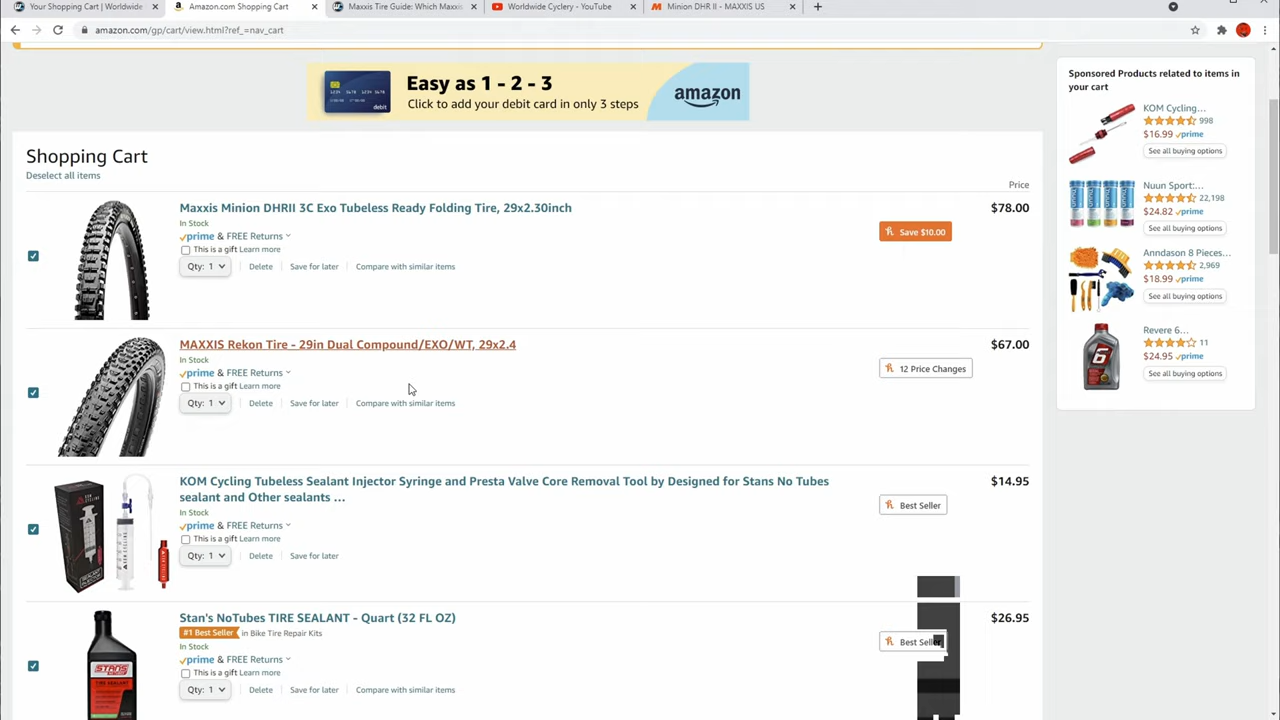 Your Shopping Cart | Worldwide
Amazon.com Shopping Cart
Maxxis Tire Guide: Which Maxxis
Worldwide Cyclery - YouTube
Minion DHR II - MAXXIS US
amazon.com/gp/cart/view.html?ref_=nav_cart
Easy as 1 - 2 - 3
Click to add your debit card in only 3 steps
debit
amazon
Shopping Cart
Deselect all items
Price
Maxxis Minion DHRII 3C Exo Tubeless Ready Folding Tire, 29x2.30inch
$78.00
In Stock
prime & FREE Returns
Save $10.00
This is a gift Learn more
Qty: 1
Delete
Save for later
Compare with similar items
MAXXIS Rekon Tire - 29in Dual Compound/EXO/WT, 29x2.4
$67.00
In Stock
prime & FREE Returns
12 Price Changes
This is a gift Learn more
Qty: 1
Delete
Save for later
Compare with similar items
KOM Cycling Tubeless Sealant Injector Syringe and Presta Valve Core Removal Tool by Designed for Stans No Tubes
sealant and Other sealants ...
$14.95
In Stock
Best Seller
prime & FREE Returns
This is a gift Learn more
Qty: 1
Delete
Save for later
Stan's NoTubes TIRE SEALANT - Quart (32 FL OZ)
$26.95
#1 Best Seller in Bike Tire Repair Kits
In Stock
Best Seller
prime & FREE Returns
This is a gift Learn more
Qty: 1
Delete
Save for later
Compare with similar items
STANS
Sponsored Products related to items in
your cart
KOM Cycling...
998
$16.99 prime
See all buying options
Nuun Sport:...
22,198
$24.82 prime
See all buying options
Anndason 8 Pieces...
2,969
$18.99 prime
See all buying options
Revere 6...
11
$24.95 prime
See all buying options
6